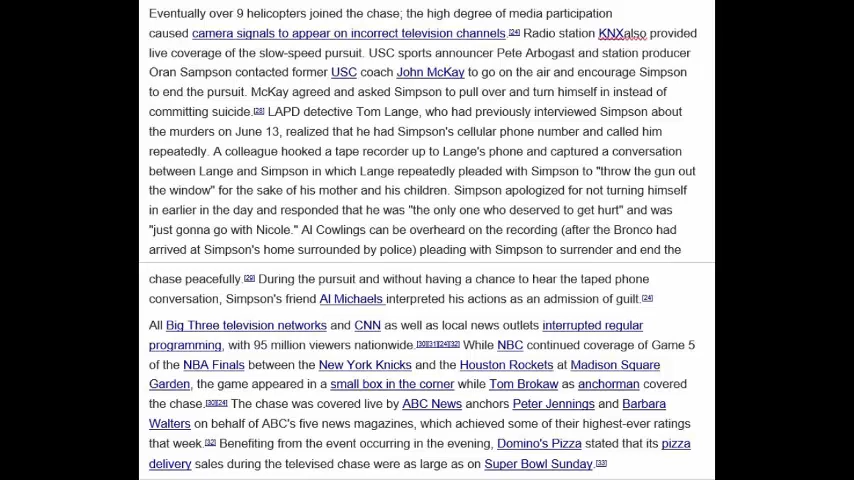 Eventually over 9 helicopters joined the chase; the high degree of media participation
caused camera signals to appear on incorrect television channels.[24] Radio station KNXalso provided
live coverage of the slow-speed pursuit. USC sports announcer Pete Arbogast and station producer
Oran Sampson contacted former USC coach John McKay to go on the air and encourage Simpson
to end the pursuit. McKay agreed and asked Simpson to pull over and turn himself in instead of
committing suicide.[28] LAPD detective Tom Lange, who had previously interviewed Simpson about
the murders on June 13, realized that he had Simpson's cellular phone number and called him
repeatedly. A colleague hooked a tape recorder up to Lange's phone and captured a conversation
between Lange and Simpson in which Lange repeatedly pleaded with Simpson to "throw the gun out
the window" for the sake of his mother and his children. Simpson apologized for not turning himself
in earlier in the day and responded that he was "the only one who deserved to get hurt" and was
"just gonna go with Nicole." Al Cowlings can be overheard on the recording (after the Bronco had
arrived at Simpson's home surrounded by police) pleading with Simpson to surrender and end the
chase peacefully.[29] During the pursuit and without having a chance to hear the taped phone
conversation, Simpson's friend Al Michaels interpreted his actions as an admission of guilt.[24]
All Big Three television networks and CNN as well as local news outlets interrupted regular
programming, with 95 million viewers nationwide.[30][31][24][32] While NBC continued coverage of Game 5
of the NBA Finals between the New York Knicks and the Houston Rockets at Madison Square
Garden, the game appeared in a small box in the corner while Tom Brokaw as anchorman covered
the chase.[30][24] The chase was covered live by ABC News anchors Peter Jennings and Barbara
Walters on behalf of ABC's five news magazines, which achieved some of their highest-ever ratings
that week.[32] Benefiting from the event occurring in the evening, Domino's Pizza stated that its pizza
delivery sales during the televised chase were as large as on Super Bowl Sunday.[33]